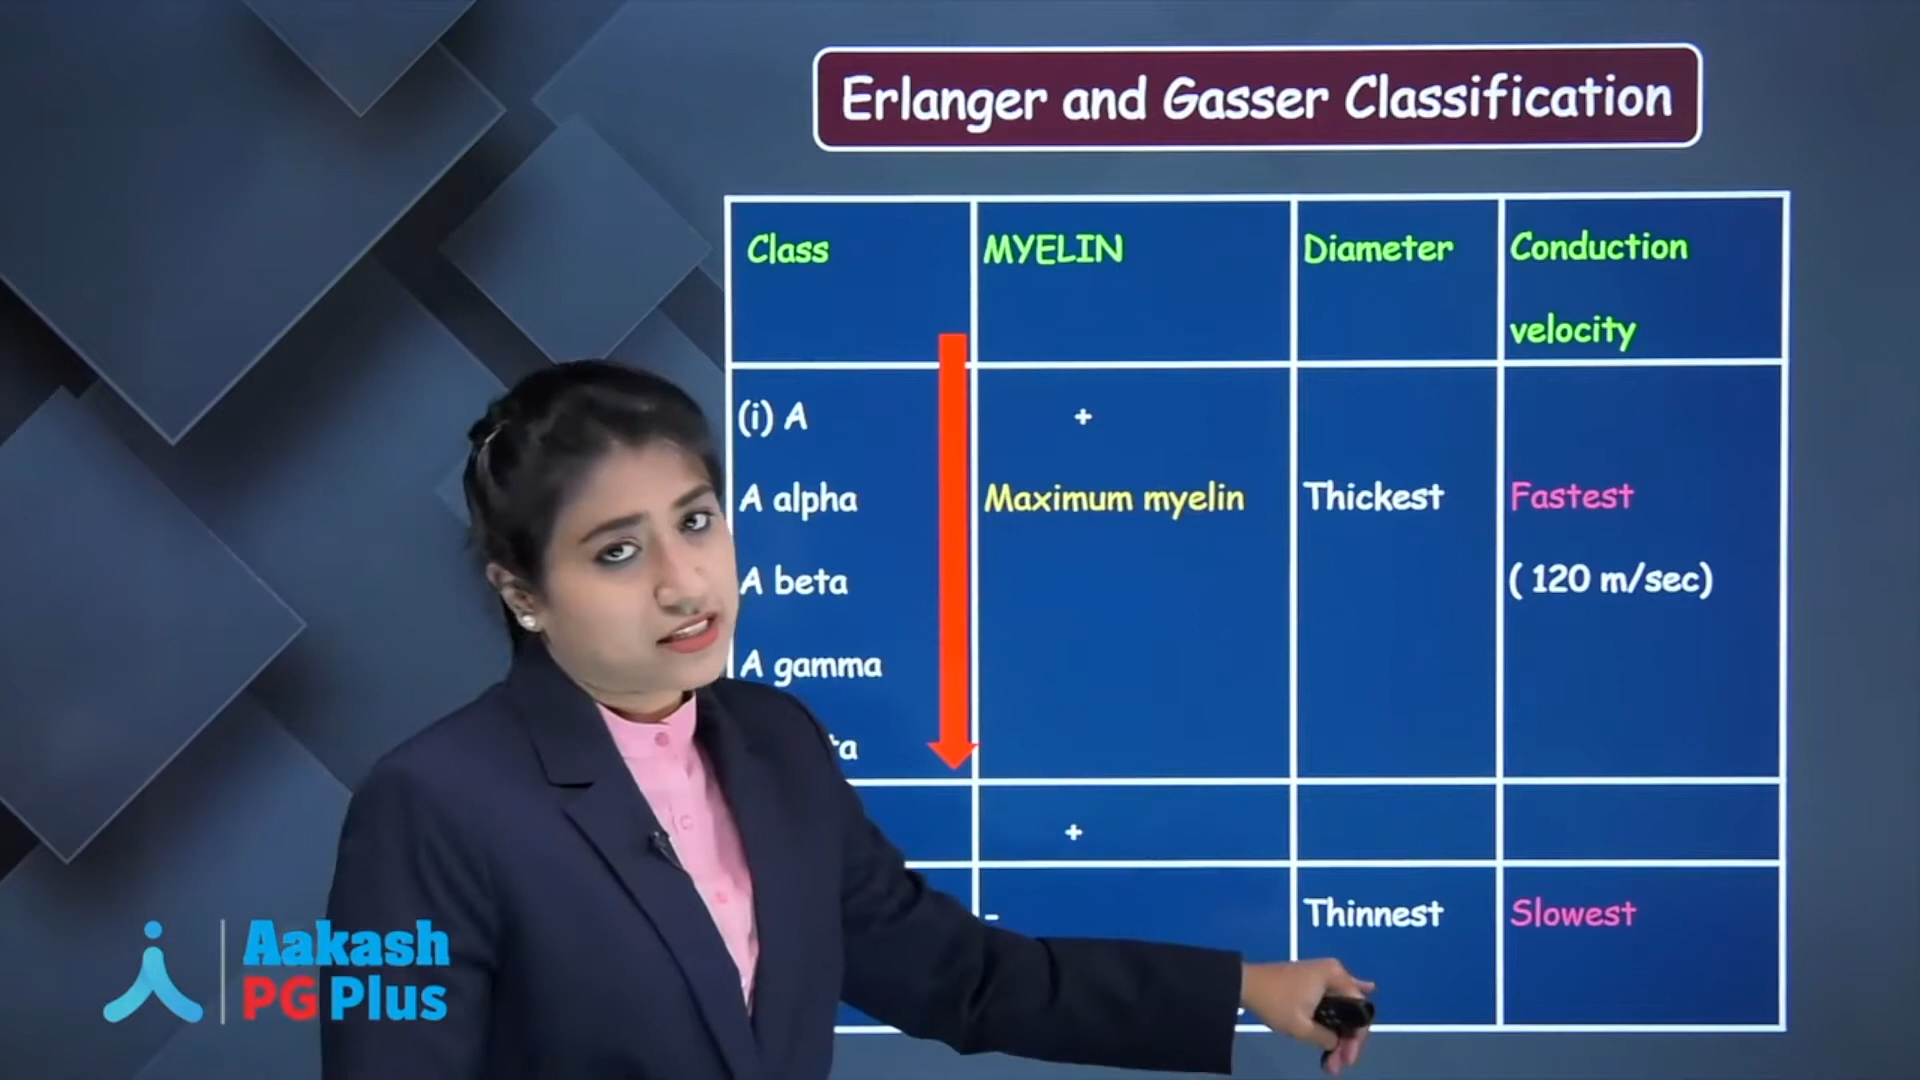 Erlanger and Gasser Classification
Class MYELIN Diameter Conduction
velocity
(i) A +
A alpha Maximum myelin Thickest Fastest
A beta ( 120 m/sec)
A gamma
ta
+
- Thinnest Slowest
Aakash
PG Plus